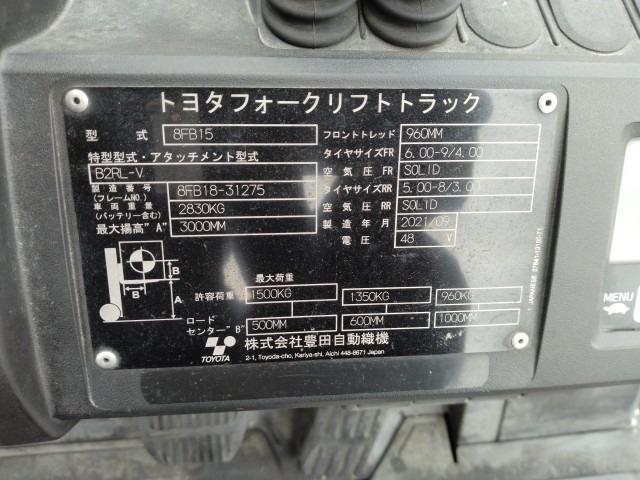 トヨタフォークリフトトラック
型式 8FB15
特型型式・アタッチメント型式
B2RL-V
製造番号 (フレームNO.) 8FB18-31275
車両重量 (バッテリー含む) 2830KG
最大揚高"A" 3000MM
フロントトレッド 960MM
タイヤサイズFR 6.00-9/4.00
空気圧FR SOLID
タイヤサイズRR 5.00-8/3.00
空気圧RR SOLID
製造年月 2021/09
電圧 48 V
B
B
A
最大荷重
許容荷重 1500KG 1350KG 960KG
ロードセンター"B" 500MM 600MM 1000MM
TOYOTA
株式会社豊田自動織機
2-1, Toyoda-cho, Kariya-shi, Aichi 448-8671 Japan
MENU